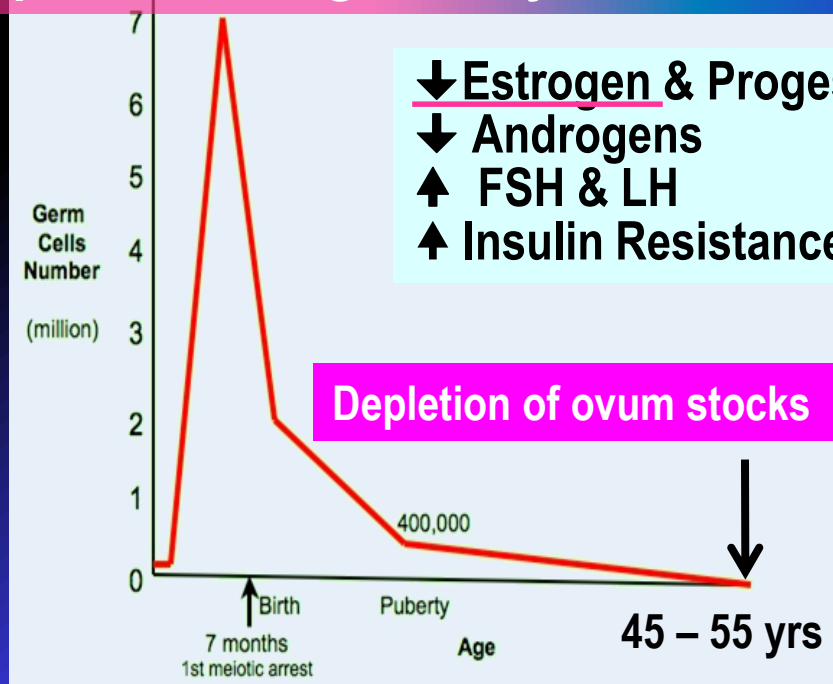 7
6
5
4
3
2
1
0
Germ
Cells
Number
(million)
↓ Estrogen & Proges
↓ Androgens
↑ FSH & LH
↑ Insulin Resistance
Depletion of ovum stocks
400,000
Birth
Puberty
7 months
1st meiotic arrest
Age
45 – 55 yrs